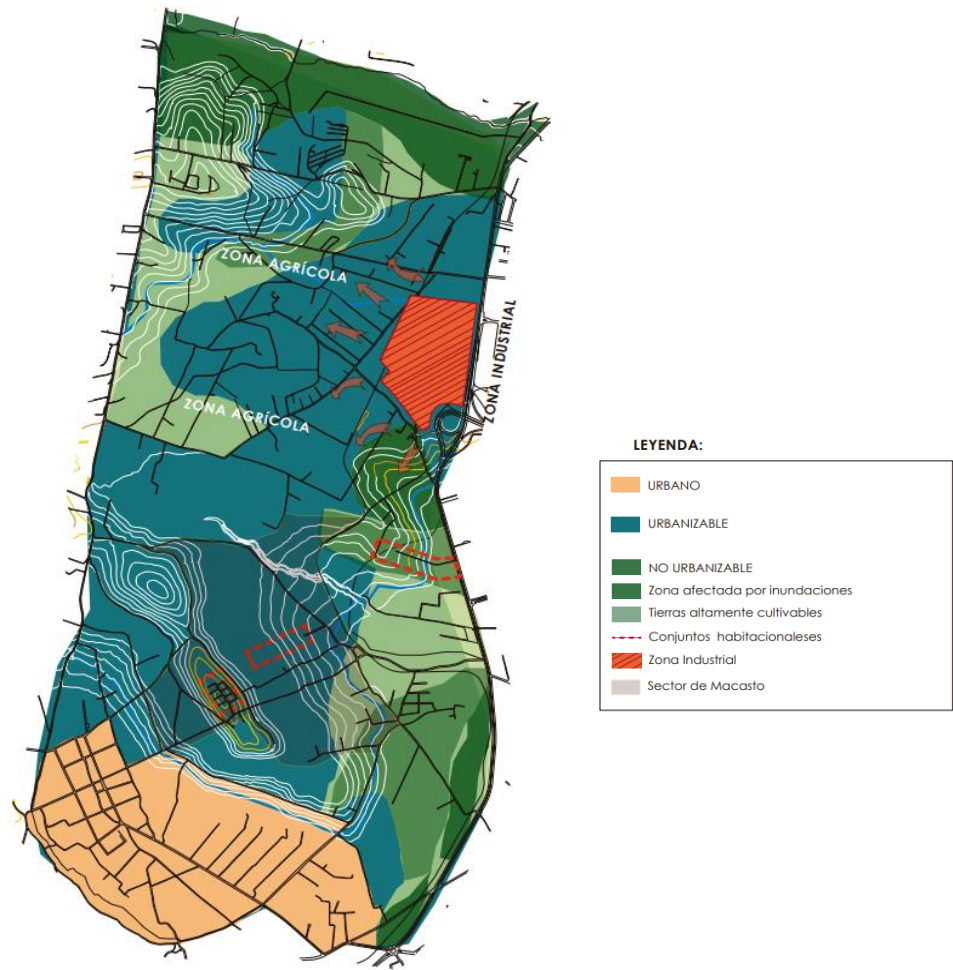 ZONA AGRÍCOLA
ZONA INDUSTRIAL
ZONA AGRÍCOLA
LEYENDA:
URBANO
URBANIZABLE
NO URBANIZABLE
Zona afectada por inundaciones
Tierras altamente cultivables
Conjuntos habitacionaleses
Zona Industrial
Sector de Macasto